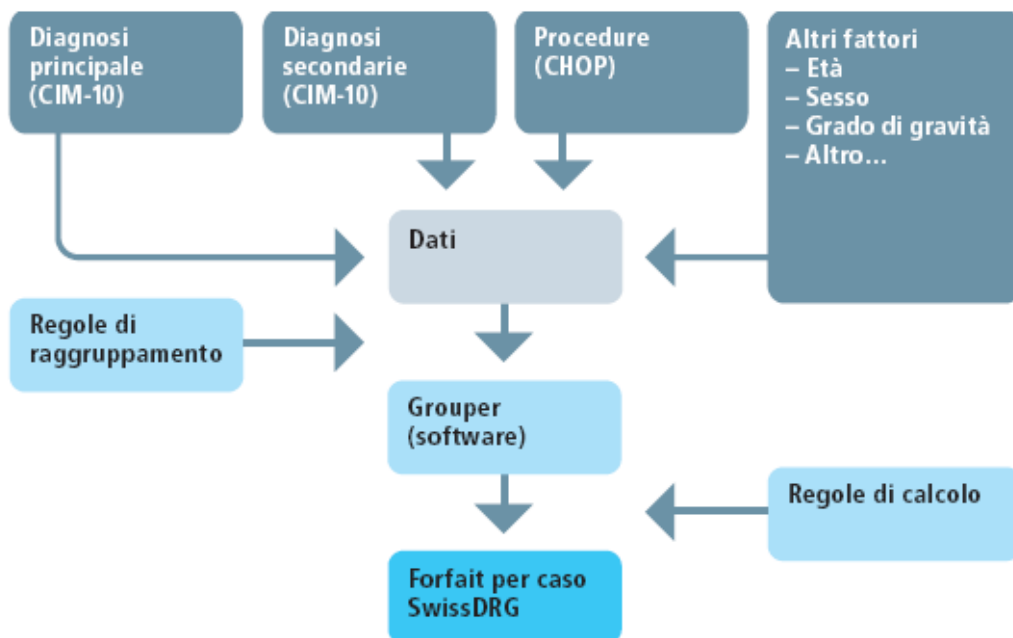 Diagnosi
principale
(CIM-10)
Diagnosi
secondarie
(CIM-10)
Procedure
(CHOP)
Altri fattori
– Età
– Sesso
– Grado di gravità
– Altro...
Dati
Regole di
raggruppamento
Grouper
(software)
Regole di calcolo
Forfait per caso
SwissDRG